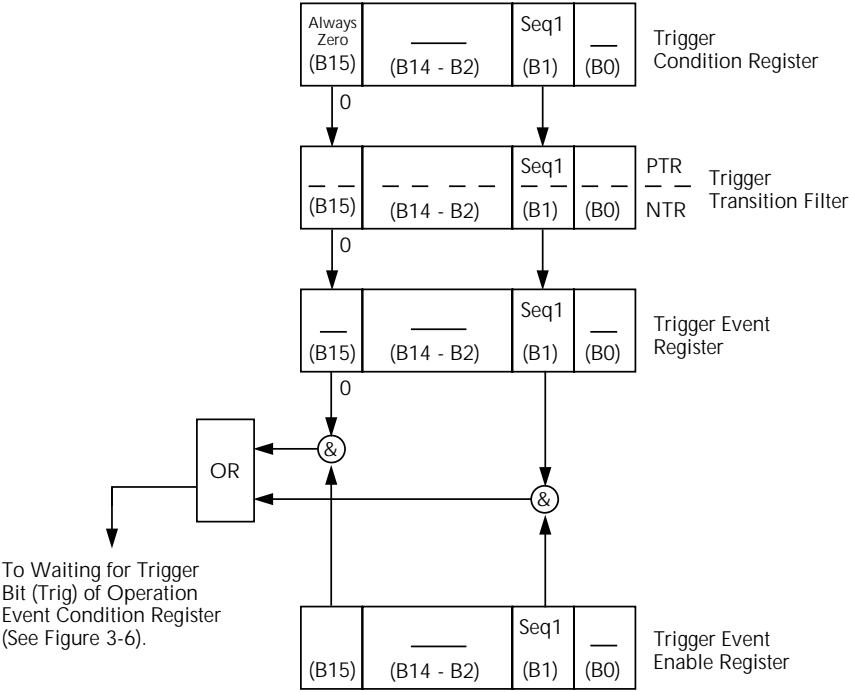 Always
Zero
(B15)
(B14 - B2)
Seq1
(B1)
(B0)
Trigger
Condition Register
0
(B15)
(B14 - B2)
Seq1
(B1)
(B0)
PTR
NTR
Trigger
Transition Filter
0
(B15)
(B14 - B2)
Seq1
(B1)
(B0)
Trigger Event
Register
0
&
OR
&
To Waiting for Trigger
Bit (Trig) of Operation
Event Condition Register
(See Figure 3-6).
(B15)
(B14 - B2)
Seq1
(B1)
(B0)
Trigger Event
Enable Register